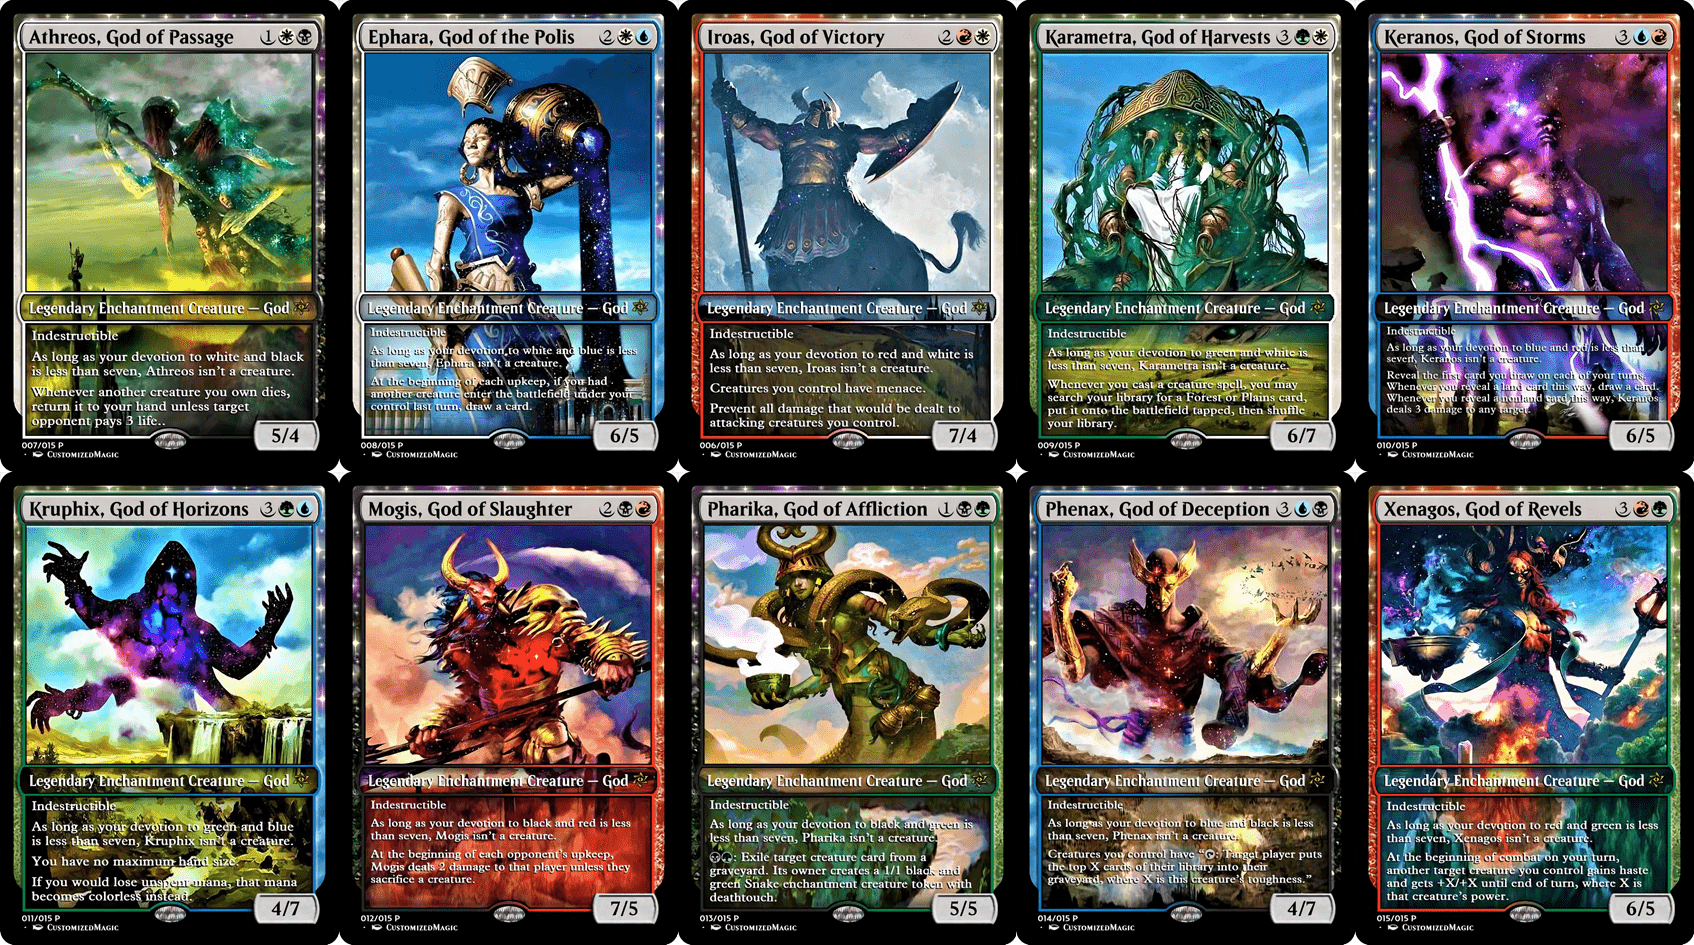 Athreos, God of Passage 1
Legendary Enchantment Creature — God
Indestructible
As long as your devotion to white and black
is less than seven, Athreos isn't a creature.
Whenever another creature you own dies,
return it to your hand unless target
opponent pays 3 life..
5/4
007/015 P
CustomizedMagic
Ephara, God of the Polis 2
Legendary Enchantment Creature — God
Indestructible
As long as your devotion to white and blue is less
than seven, Ephara isn't a creature.
At the beginning of each upkeep, if you had
another creature enter the battlefield under your
control last turn, draw a card.
6/5
008/015 P
CustomizedMagic
Iroas, God of Victory 2
Legendary Enchantment Creature — God
Indestructible
As long as your devotion to red and white is
less than seven, Iroas isn't a creature.
Creatures you control have menace.
Prevent all damage that would be dealt to
attacking creatures you control.
7/4
006/015 P
CustomizedMagic
Karametra, God of Harvests 3
Legendary Enchantment Creature — God
Indestructible
As long as your devotion to green and white is
less than seven, Karametra isn't a creature.
Whenever you cast a creature spell, you may
search your library for a Forest or Plains card,
put it onto the battlefield tapped, then shuffle
your library.
6/7
009/015 P
CustomizedMagic
Keranos, God of Storms 3
Legendary Enchantment Creature — God
Indestructible
As long as your devotion to blue and red is less than
seven, Keranos isn't a creature.
Reveal the first card you draw on each of your turns.
Whenever you reveal a land card this way, draw a card.
Whenever you reveal a nonland card this way, Keranos
deals 3 damage to any target.
6/5
010/015 P
CustomizedMagic
Kruphix, God of Horizons 3
Legendary Enchantment Creature — God
Indestructible
As long as your devotion to green and blue
is less than seven, Kruphix isn't a creature.
You have no maximum hand size.
If you would lose unspent mana, that mana
becomes colorless instead.
4/7
011/015 P
CustomizedMagic
Mogis, God of Slaughter 2
Legendary Enchantment Creature — God
Indestructible
As long as your devotion to black and red is less
than seven, Mogis isn't a creature.
At the beginning of each opponent's upkeep,
Mogis deals 2 damage to that player unless they
sacrifice a creature.
7/5
012/015 P
CustomizedMagic
Pharika, God of Affliction 1
Legendary Enchantment Creature — God
Indestructible
As long as your devotion to black and green is
less than seven, Pharika isn't a creature.
: Exile target creature card from a
graveyard. Its owner creates a 1/1 black and
green Snake enchantment creature token with
deathtouch.
5/5
013/015 P
CustomizedMagic
Phenax, God of Deception 3
Legendary Enchantment Creature — God
Indestructible
As long as your devotion to blue and black is less
than seven, Phenax isn't a creature.
Creatures you control have ": Target player puts
the top X cards of their library into their
graveyard, where X is this creature's toughness."
4/7
014/015 P
CustomizedMagic
Xenagos, God of Revels 3
Legendary Enchantment Creature — God
Indestructible
As long as your devotion to red and green is less
than seven, Xenagos isn't a creature.
At the beginning of combat on your turn,
another target creature you control gains haste
and gets +X/+X until end of turn, where X is
that creature's power.
6/5
015/015 P
CustomizedMagic